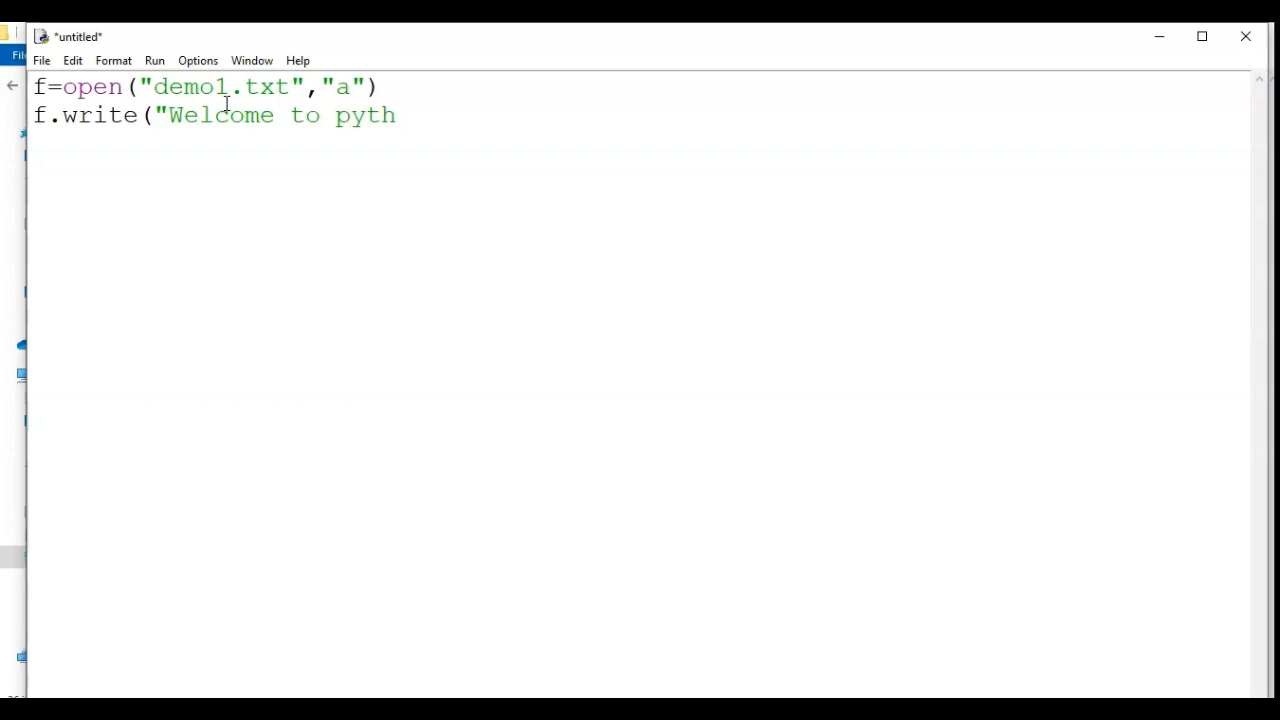 *untitled*
File Edit Format Run Options Window Help
f=open("demo1.txt","a")
f.write("Welcome to pyth